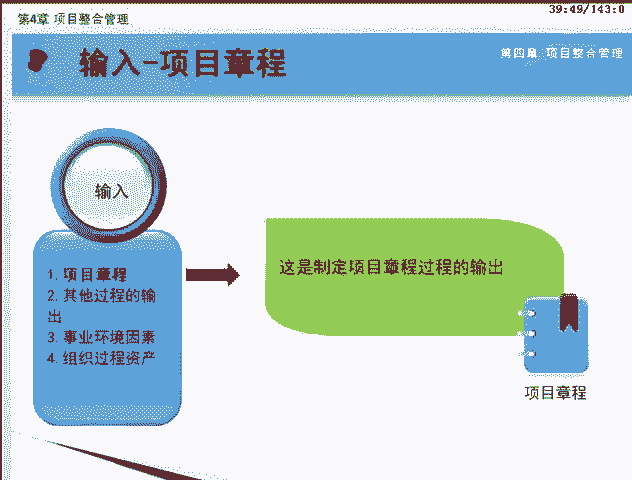 第4章 项目整合管理
39:49/143:0
输入-项目章程
第四章 项目整合管理
输入
1. 项目章程
2. 其他过程的输
出
3. 事业环境因素
4. 组织过程资产
这是制定项目章程过程的输出
项目章程